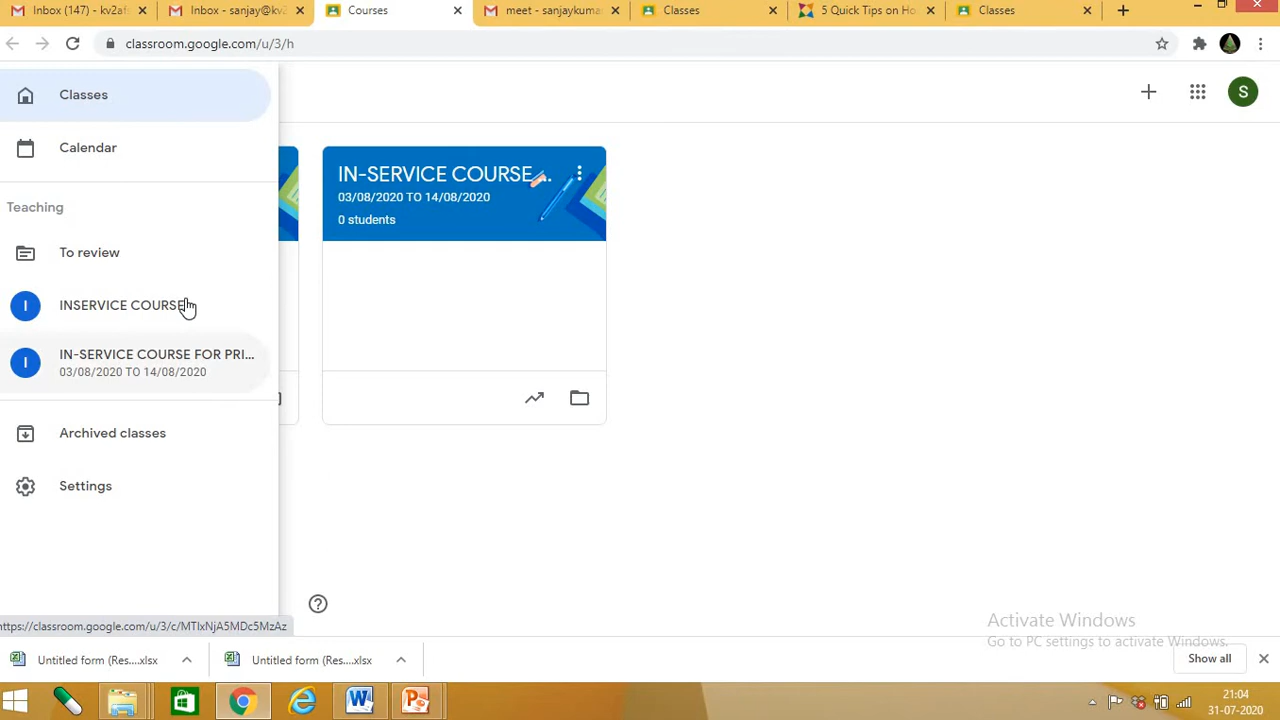 Inbox (147) - kv2af
Inbox - sanjay@kv2
Courses
meet - sanjaykuma
Classes
5 Quick Tips on Ho
Classes
classroom.google.com/u/3/h
Classes
S
Calendar
Teaching
To review
INSERVICE COURSE
IN-SERVICE COURSE FOR PRI...
03/08/2020 TO 14/08/2020
Archived classes
Settings
IN-SERVICE COURSE ...
03/08/2020 TO 14/08/2020
0 students
I
I
https://classroom.google.com/u/3/c/MTIxNjA5MDc5MzAz
Activate Windows
Go to PC settings to activate Windows.
Untitled form (Res....xlsx
Untitled form (Res....xlsx
Show all
21:04
31-07-2020